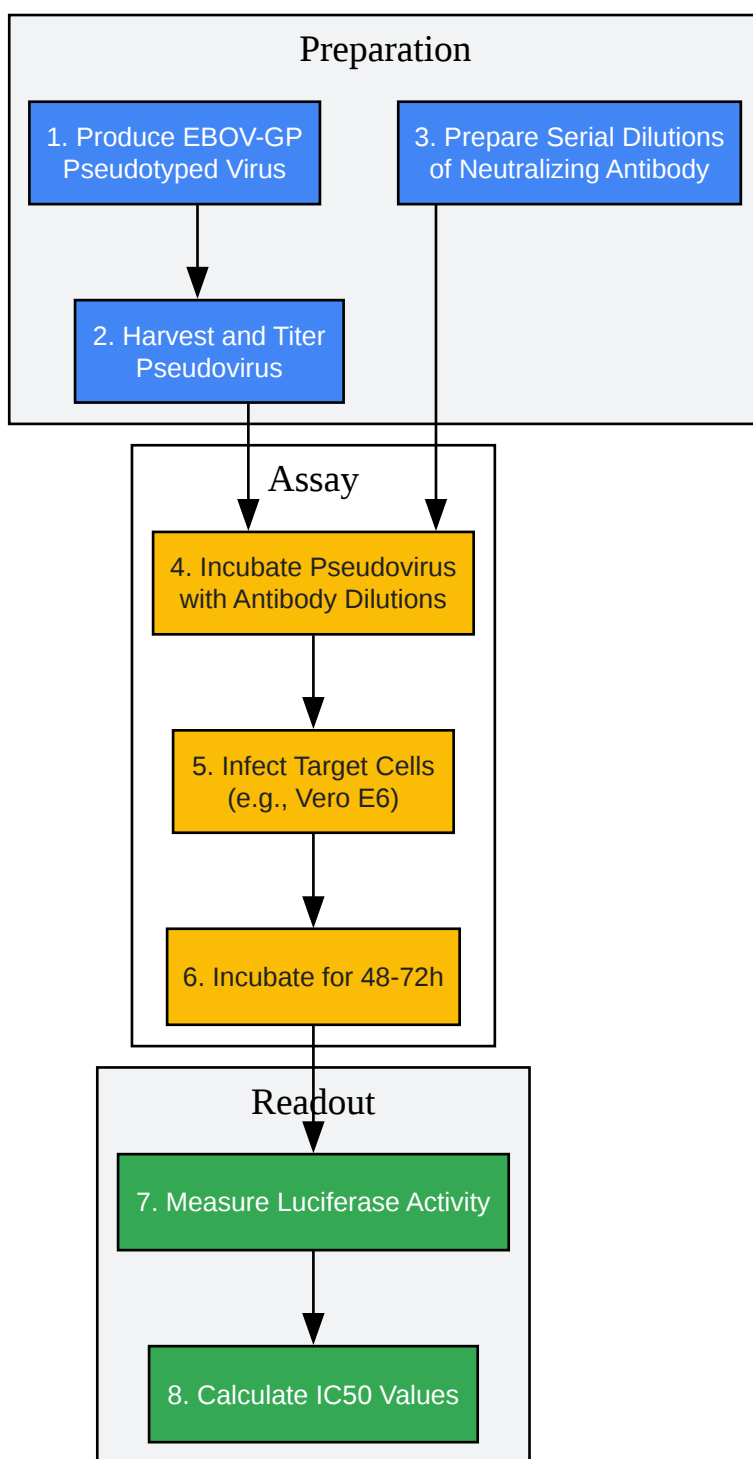 Preparation
1. Produce EBOV-GP
Pseudotyped Virus
3. Prepare Serial Dilutions
of Neutralizing Antibody
2. Harvest and Titer
Pseudovirus
Assay
4. Incubate Pseudovirus
with Antibody Dilutions
5. Infect Target Cells
(e.g., Vero E6)
6. Incubate for 48-72h
Readout
7. Measure Luciferase Activity
8. Calculate IC50 Values